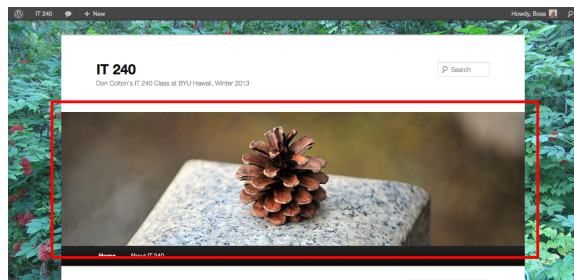 IT 240 + New Howdy, Boss
IT 240
Search
Don Colton's IT 240 Class at BYU Hawaii, Winter 2013
Home About IT 240